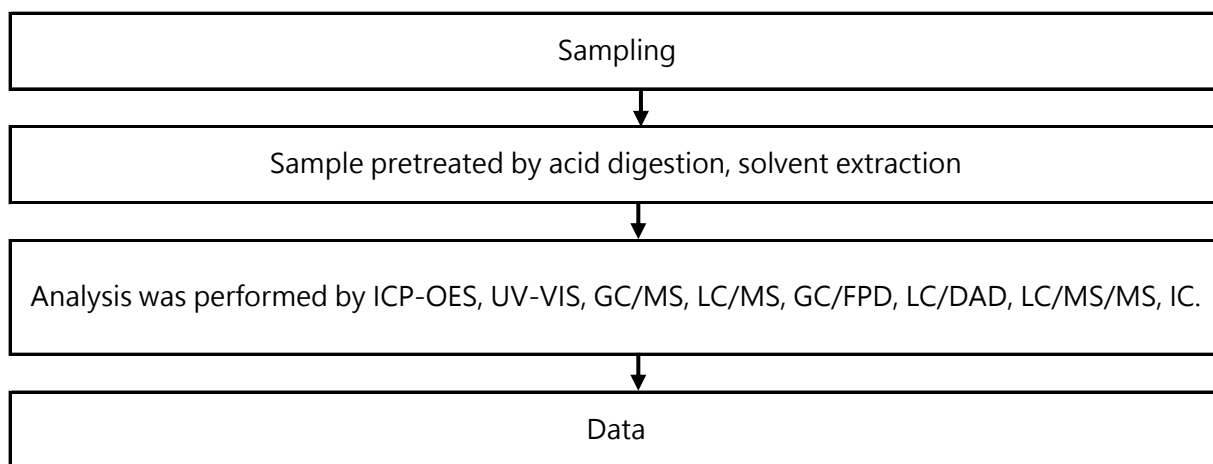 Sampling
Sample pretreated by acid digestion, solvent extraction
Analysis was performed by ICP-OES, UV-VIS, GC/MS, LC/MS, GC/FPD, LC/DAD, LC/MS/MS, IC.
Data